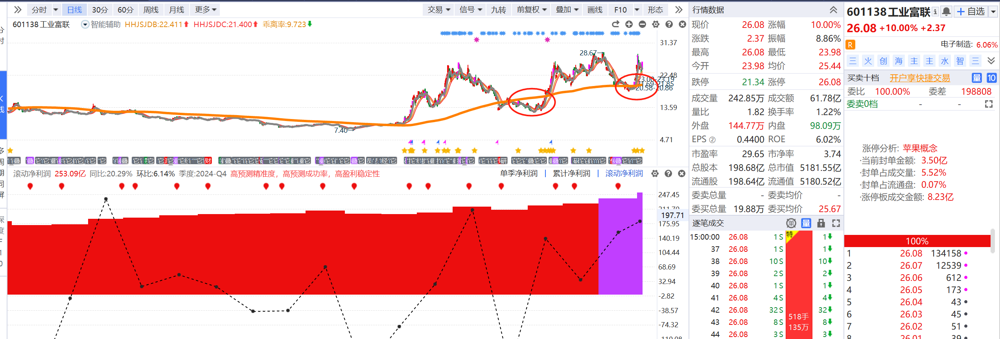 分时 日线 30分 60分 周线 月线 更多
交易 信号 九转 前复权 叠加 画线 F10 形态
601138 工业富联 智能辅助 HHJSJDB:22.411 HHJSJDC:21.400 乖离率:9.723
31.37
28.67→
22.48
23.00-23.19
20.58-20.86
13.59
7.40→
4.71
滚动净利润 253.09亿 同比:20.29% 环比:6.14% 季度:2024-Q4 高预测精准度，高预测成功率，高盈利稳定性
单季净利润 累计净利润 滚动净利润
247.45
211.70
197.71
175.95
140.19
104.44
68.69
32.94
-2.82
-38.57
-74.32
-110.08
分时
K线
多周期同屏
深度F10
行情数据
现价 26.08 涨幅 10.00%
涨跌 2.37 振幅 8.86%
最高 26.08 最低 23.98
今开 23.98 均价 25.44
跌停 21.34 涨停 26.08
成交量 242.85万 成交额 61.78亿
量比 1.82 换手率 1.22%
外盘 144.77万 内盘 98.09万
EPS ② 0.4400 ROE 6.02%
市盈率 29.65 市净率 3.74
总股本 198.68亿 总市值 5181.55亿
流通股 198.64亿 流通值 5180.52亿
委卖总量 - 委卖均价 -
委买总量 19.88万 委买均价 25.67
逐笔成交 单 量
15:00:00 26.08 1 S 特 1
37 26.08 1 S 1
38 26.08 10 S 10
39 26.08 2 S 2
40 26.08 1 S 1
41 26.08 4 S 4
42 26.08 32 S 32
43 26.08 8 S 8
44 26.08 3 S 3
518手
135万
601138 工业富联 自选
26.08 +10.00% +2.37
R 电子制造: 6.06%
三 火 创 海 主 主 水 智 三
买卖十档 开户享快捷交易 量 10
委比 100.00% 委差 198808
委卖0档 - -
涨停分析: 苹果概念
·当前封单金额: 3.50亿
·封单占成交量: 5.52%
·封单占流通盘: 0.07%
·涨停板成交金额: 8.23亿
100%
1 26.08 134158
2 26.07 12539
3 26.06 612
4 26.05 173
5 26.04 43
6 26.03 45
7 26.02 51
8 26.01 39